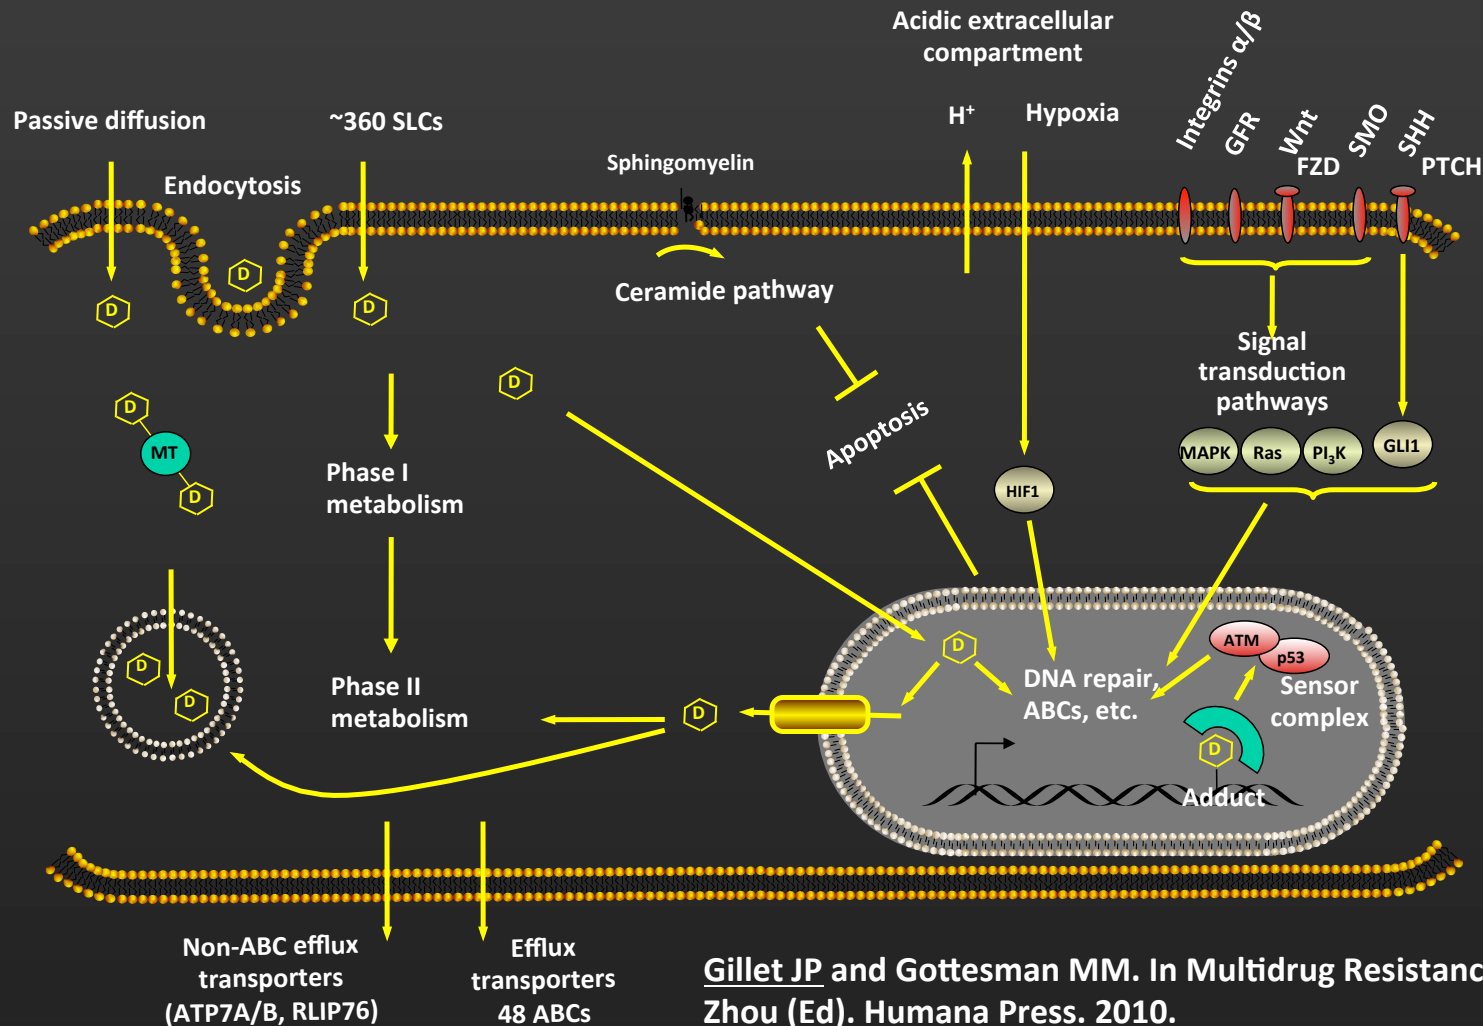 Acidic extracellular
compartment
Passive diffusion
~360 SLCs
H⁺
Hypoxia
Integrins α/β
GFR
Wnt
FZD
SMO
SHH
PTCH
Endocytosis
Sphingomyelin
D
D
D
Ceramide pathway
Signal
transduction
pathways
D
D
MT
D
Apoptosis
MAPK
Ras
PI₃K
GLI1
Phase I
metabolism
HIF1
D
D
Phase II
metabolism
D
D
DNA repair,
ABCs, etc.
ATM
p53
Sensor
complex
D
Adduct
Non-ABC efflux
transporters
(ATP7A/B, RLIP76)
Efflux
transporters
48 ABCs
Gillet JP and Gottesman MM. In Multidrug Resistanc
Zhou (Ed). Humana Press. 2010.